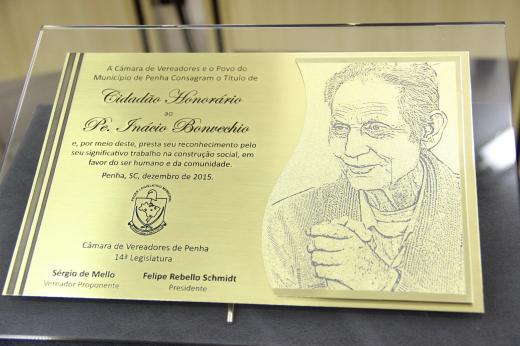 A Câmara de Vereadores e o Povo do
Município de Penha Consagram o Título de
Cidadão Honorário
ao
Pe. Inácio Bonvechio
e, por meio deste, presta seu reconhecimento pelo
seu significativo trabalho na construção social, em
favor do ser humano e da comunidade.
Penha, SC, dezembro de 2015.
Câmara de Vereadores de Penha
14ª Legislatura
Sérgio de Mello
Vereador Proponente
Felipe Rebello Schmidt
Presidente